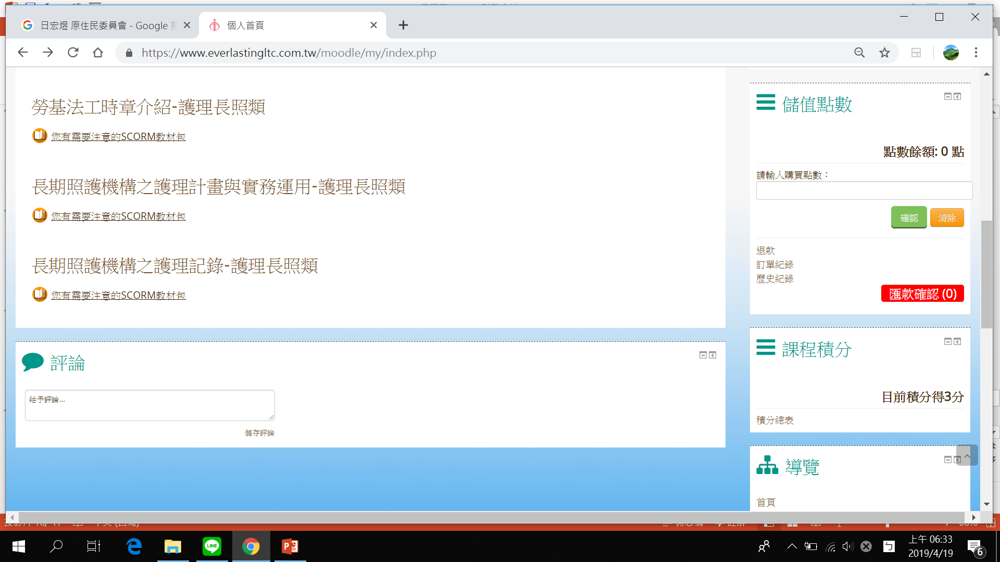 日宏煜 原住民委員會 - Google 搜
個人首頁
https://www.everlastingltc.com.tw/moodle/my/index.php
勞基法工時章介紹-護理長照類
您有需要注意的SCORM教材包
長期照護機構之護理計畫與實務運用-護理長照類
您有需要注意的SCORM教材包
長期照護機構之護理記錄-護理長照類
您有需要注意的SCORM教材包
評論
給予評論...
儲存評論
儲值點數
點數餘額: 0 點
請輸入購買點數：
確認
清除
退款
訂單紀錄
歷史紀錄
匯款確認 (0)
課程積分
目前積分得3分
積分總表
導覽
首頁
LINE
上午 06:33
2019/4/19
6